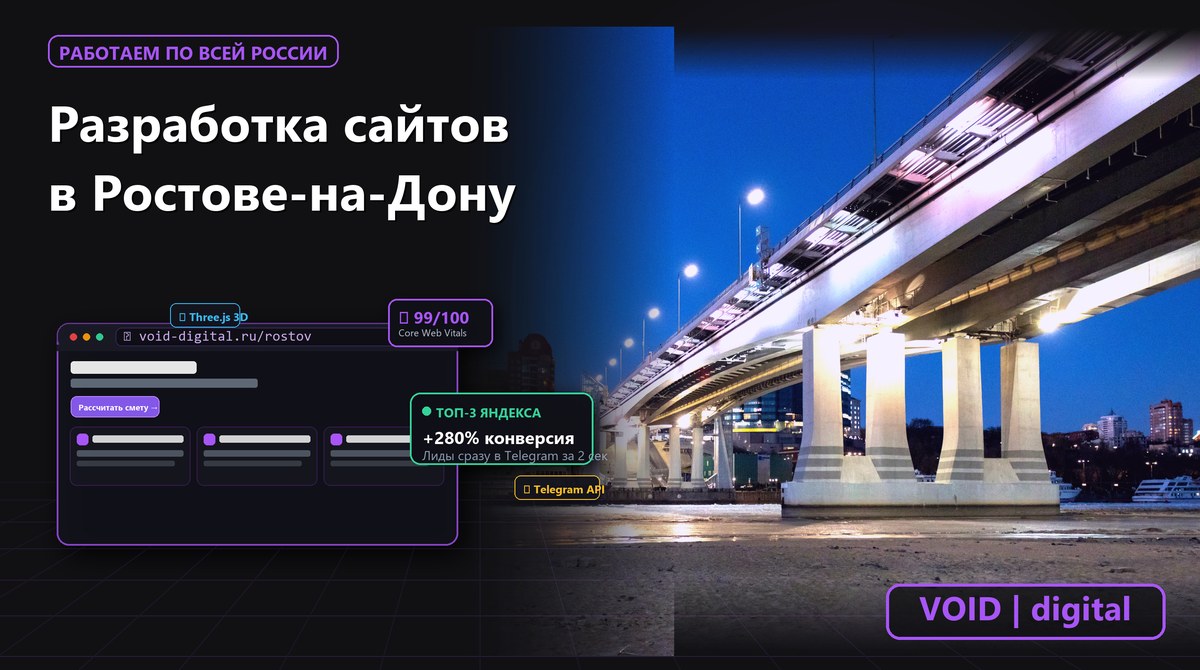 РАБОТАЕМ ПО ВСЕЙ РОССИИ
Разработка сайтов
в Ростове-на-Дону
Three.js 3D
99/100
Core Web Vitals
void-digital.ru/rostov
Рассчитать смету →
ТОП-3 ЯНДЕКСА
+280% конверсия
Лиды сразу в Telegram за 2 сек
Telegram API
VOID | digital